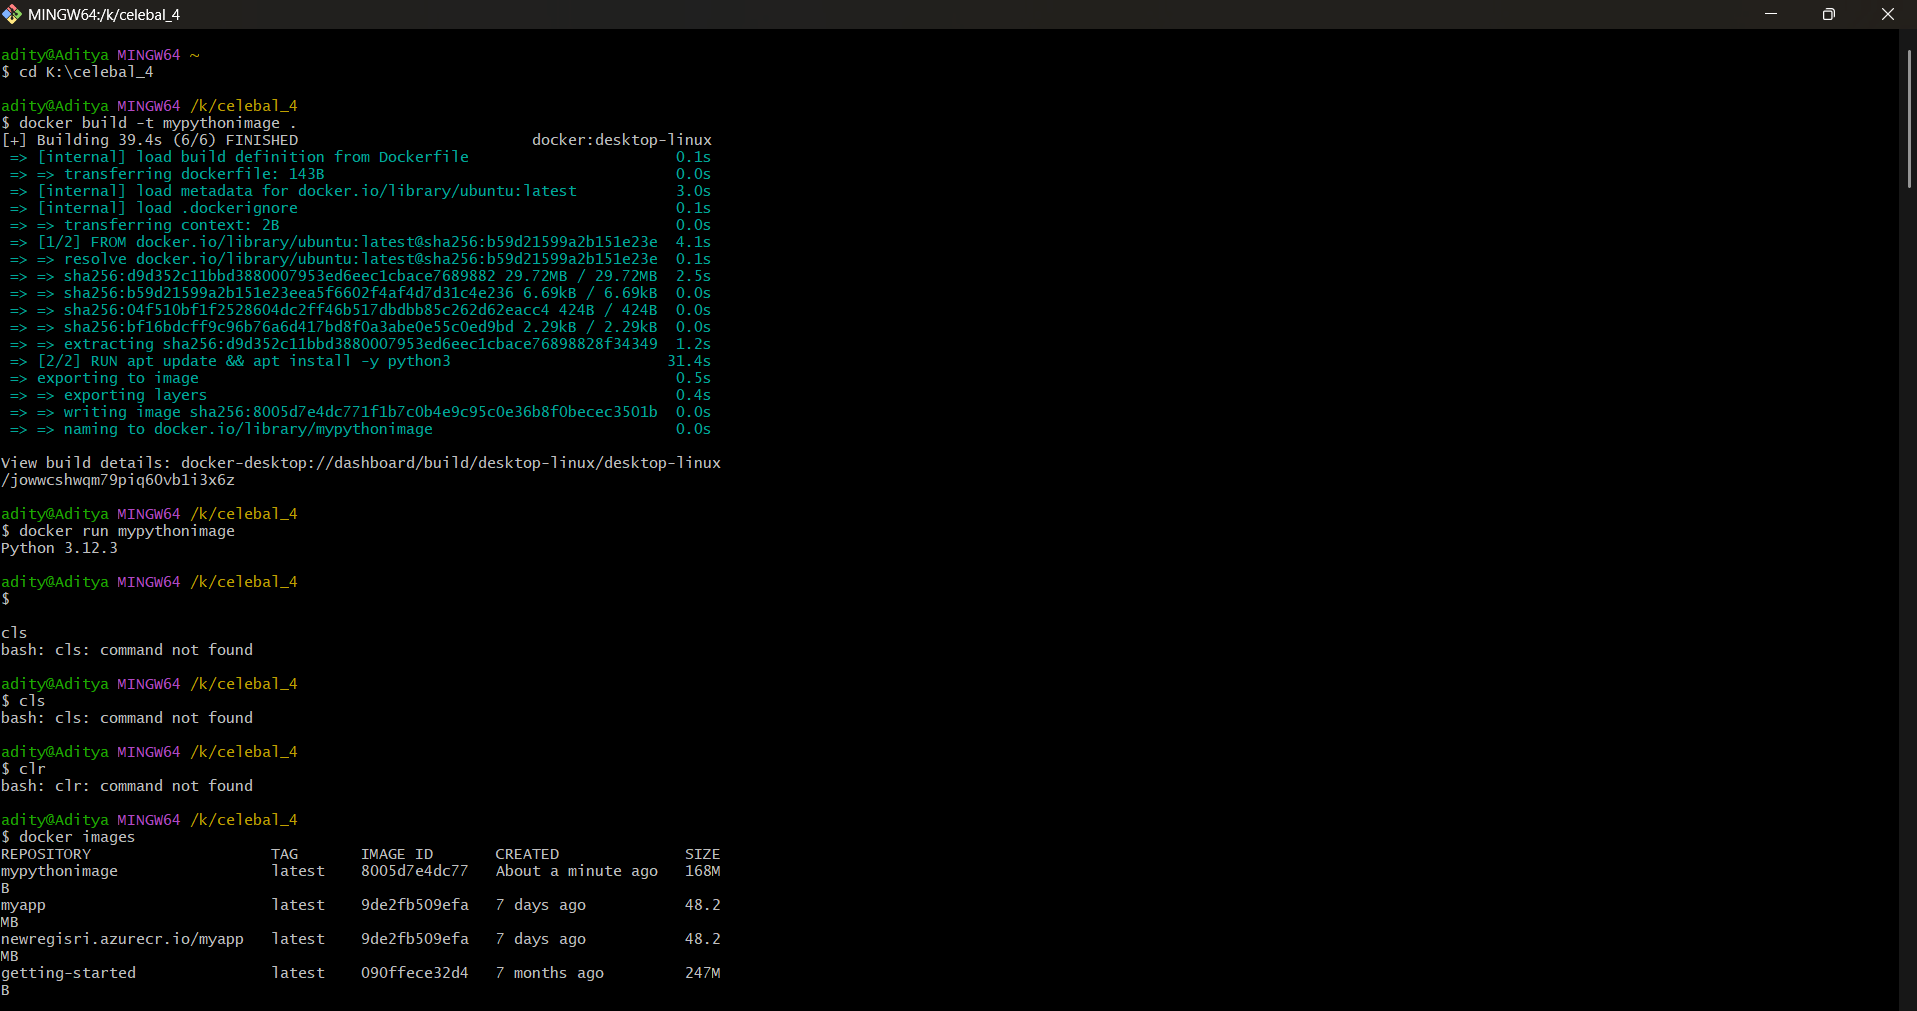 MINGW64:/k/celebal_4
adity@Aditya MINGW64 ~
$ cd K:\celebal_4
adity@Aditya MINGW64 /k/celebal_4
$ docker build -t mypythonimage .
[+] Building 39.4s (6/6) FINISHED docker:desktop-linux
=> [internal] load build definition from Dockerfile 0.1s
=> => transferring dockerfile: 143B 0.0s
=> [internal] load metadata for docker.io/library/ubuntu:latest 3.0s
=> [internal] load .dockerignore 0.1s
=> => transferring context: 2B 0.0s
=> [1/2] FROM docker.io/library/ubuntu:latest@sha256:b59d21599a2b151e23e 4.1s
=> => resolve docker.io/library/ubuntu:latest@sha256:b59d21599a2b151e23e 0.1s
=> => sha256:d9d352c11bbd3880007953ed6eec1cbace7689882 29.72MB / 29.72MB 2.5s
=> => sha256:b59d21599a2b151e23eea5f6602f4af4d7d31c4e236 6.69kB / 6.69kB 0.0s
=> => sha256:04f510bf1f2528604dc2ff46b517dbdbb85c262d62eacc4 424B / 424B 0.0s
=> => sha256:bf16bdcff9c96b76a6d417bd8f0a3abe0e55c0ed9bd 2.29kB / 2.29kB 0.0s
=> => extracting sha256:d9d352c11bbd3880007953ed6eec1cbace76898828f34349 1.2s
=> [2/2] RUN apt update && apt install -y python3 31.4s
=> exporting to image 0.5s
=> => exporting layers 0.4s
=> => writing image sha256:8005d7e4dc771f1b7c0b4e9c95c0e36b8f0becec3501b 0.0s
=> => naming to docker.io/library/mypythonimage 0.0s
View build details: docker-desktop://dashboard/build/desktop-linux/desktop-linux
/jowwcshwqm79piq60vb1i3x6z
adity@Aditya MINGW64 /k/celebal_4
$ docker run mypythonimage
Python 3.12.3
adity@Aditya MINGW64 /k/celebal_4
$
cls
bash: cls: command not found
adity@Aditya MINGW64 /k/celebal_4
$ cls
bash: cls: command not found
adity@Aditya MINGW64 /k/celebal_4
$ clr
bash: clr: command not found
adity@Aditya MINGW64 /k/celebal_4
$ docker images
REPOSITORY TAG IMAGE ID CREATED SIZE
mypythonimage latest 8005d7e4dc77 About a minute ago 168M
B
myapp latest 9de2fb509efa 7 days ago 48.2
MB
newregisri.azurecr.io/myapp latest 9de2fb509efa 7 days ago 48.2
MB
getting-started latest 090ffece32d4 7 months ago 247M
B